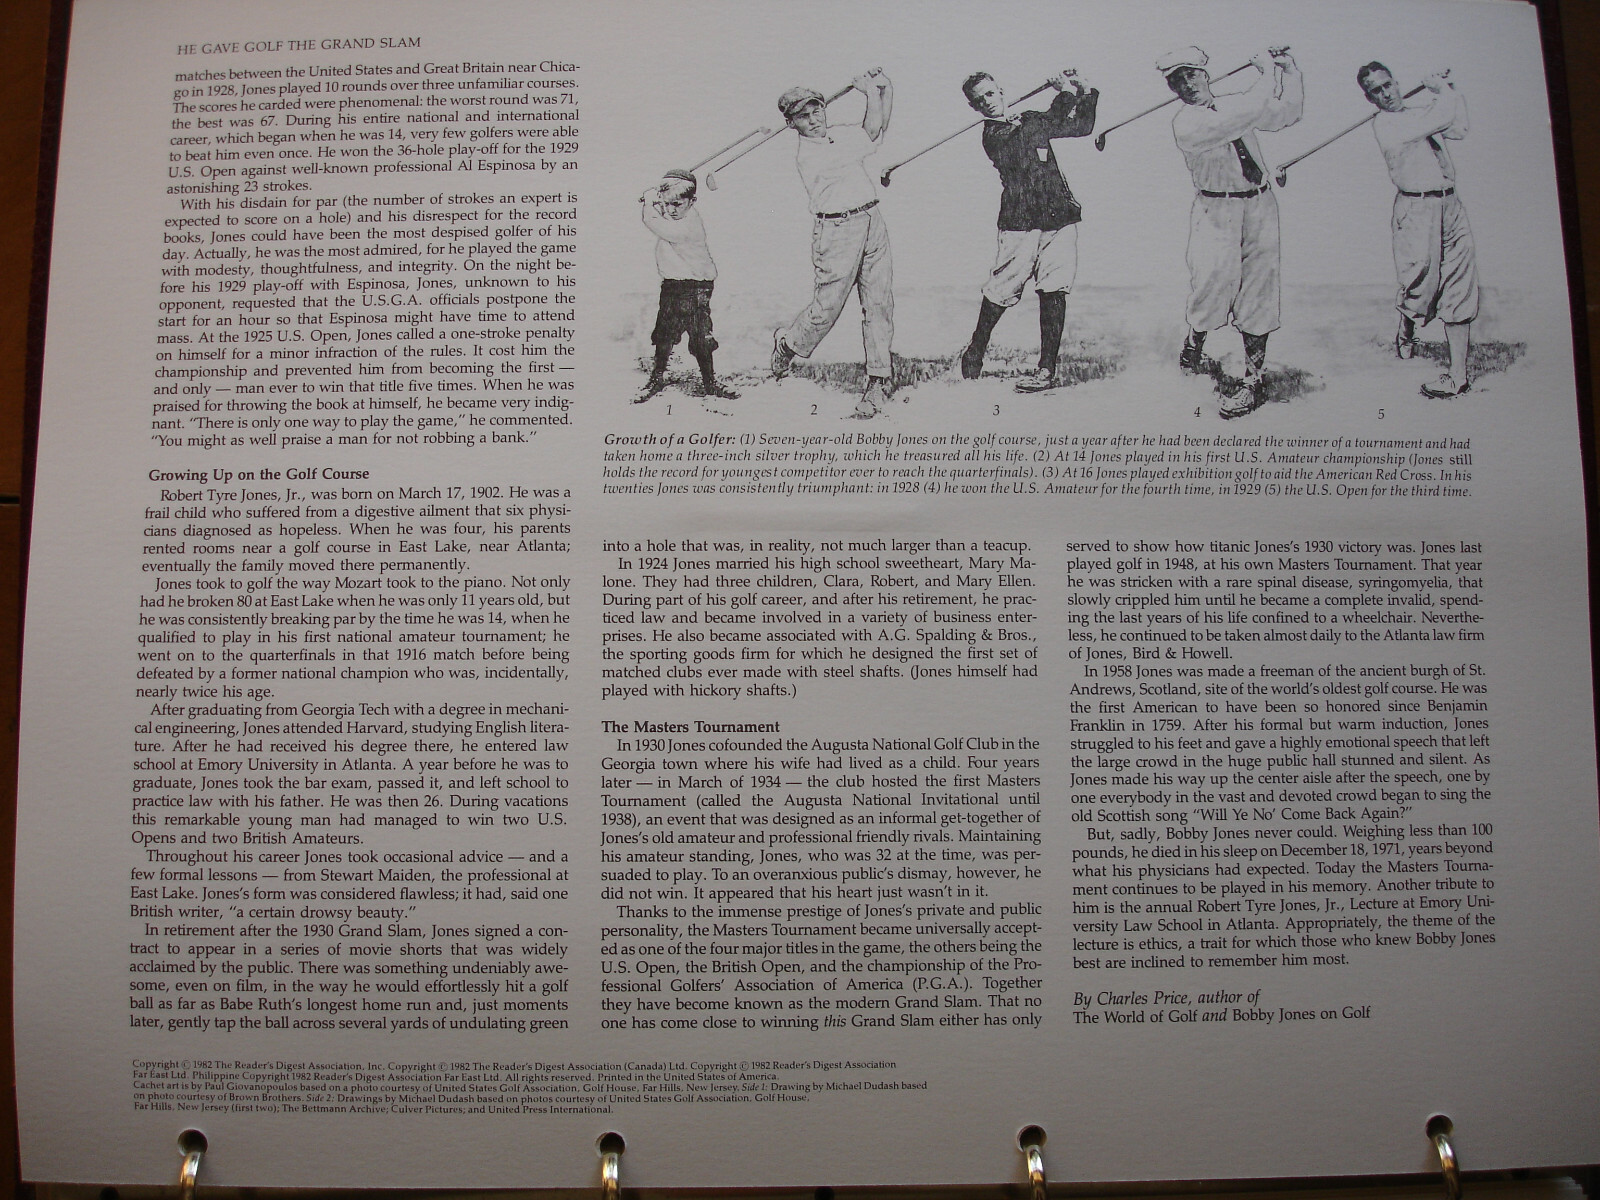 HE GAVE GOLF THE GRAND SLAM
matches between the United States and Great Britain near Chica-
go in 1928, Jones played 10 rounds over three unfamiliar courses.
The scores he carded were phenomenal: the worst round was 71,
the best was 67. During his entire national and international
career, which began when he was 14, very few golfers were able
to beat him even once. He won the 36-hole play-off for the 1929
U.S. Open against well-known professional Al Espinosa by an
astonishing 23 strokes.
With his disdain for par (the number of strokes an expert is
expected to score on a hole) and his disrespect for the record
books, Jones could have been the most despised golfer of his
day. Actually, he was the most admired, for he played the game
with modesty, thoughtfulness, and integrity. On the night be-
fore his 1929 play-off with Espinosa, Jones, unknown to his
opponent, requested that the U.S.G.A. officials postpone the
start for an hour so that Espinosa might have time to attend
mass. At the 1925 U.S. Open, Jones called a one-stroke penalty
on himself for a minor infraction of the rules. It cost him the
championship and prevented him from becoming the first —
and only — man ever to win that title five times. When he was
praised for throwing the book at himself, he became very indig-
nant. "There is only one way to play the game," he commented.
"You might as well praise a man for not robbing a bank."
Growing Up on the Golf Course
Robert Tyre Jones, Jr., was born on March 17, 1902. He was a
frail child who suffered from a digestive ailment that six physi-
cians diagnosed as hopeless. When he was four, his parents
rented rooms near a golf course in East Lake, near Atlanta;
eventually the family moved there permanently.
Jones took to golf the way Mozart took to the piano. Not only
had he broken 80 at East Lake when he was only 11 years old, but
he was consistently breaking par by the time he was 14, when he
qualified to play in his first national amateur tournament; he
went on to the quarterfinals in that 1916 match before being
defeated by a former national champion who was, incidentally,
nearly twice his age.
After graduating from Georgia Tech with a degree in mechani-
cal engineering, Jones attended Harvard, studying English litera-
ture. After he had received his degree there, he entered law
school at Emory University in Atlanta. A year before he was to
graduate, Jones took the bar exam, passed it, and left school to
practice law with his father. He was then 26. During vacations
this remarkable young man had managed to win two U.S.
Opens and two British Amateurs.
Throughout his career Jones took occasional advice — and a
few formal lessons — from Stewart Maiden, the professional at
East Lake. Jones's form was considered flawless; it had, said one
British writer, "a certain drowsy beauty."
In retirement after the 1930 Grand Slam, Jones signed a con-
tract to appear in a series of movie shorts that was widely
acclaimed by the public. There was something undeniably awe-
some, even on film, in the way he would effortlessly hit a golf
ball as far as Babe Ruth's longest home run and, just moments
later, gently tap the ball across several yards of undulating green
1 2 3 4 5
Growth of a Golfer: (1) Seven-year-old Bobby Jones on the golf course, just a year after he had been declared the winner of a tournament and had
taken home a three-inch silver trophy, which he treasured all his life. (2) At 14 Jones played in his first U.S. Amateur championship (Jones still
holds the record for youngest competitor ever to reach the quarterfinals). (3) At 16 Jones played exhibition golf to aid the American Red Cross. In his
twenties Jones was consistently triumphant: in 1928 (4) he won the U.S. Amateur for the fourth time, in 1929 (5) the U.S. Open for the third time.
into a hole that was, in reality, not much larger than a teacup.
In 1924 Jones married his high school sweetheart, Mary Ma-
lone. They had three children, Clara, Robert, and Mary Ellen.
During part of his golf career, and after his retirement, he prac-
ticed law and became involved in a variety of business enter-
prises. He also became associated with A.G. Spalding & Bros.,
the sporting goods firm for which he designed the first set of
matched clubs ever made with steel shafts. (Jones himself had
played with hickory shafts.)
The Masters Tournament
In 1930 Jones cofounded the Augusta National Golf Club in the
Georgia town where his wife had lived as a child. Four years
later — in March of 1934 — the club hosted the first Masters
Tournament (called the Augusta National Invitational until
1938), an event that was designed as an informal get-together of
Jones's old amateur and professional friendly rivals. Maintaining
his amateur standing, Jones, who was 32 at the time, was per-
suaded to play. To an overanxious public's dismay, however, he
did not win. It appeared that his heart just wasn't in it.
Thanks to the immense prestige of Jones's private and public
personality, the Masters Tournament became universally accept-
ed as one of the four major titles in the game, the others being the
U.S. Open, the British Open, and the championship of the Pro-
fessional Golfers' Association of America (P.G.A.). Together
they have become known as the modern Grand Slam. That no
one has come close to winning this Grand Slam either has only
served to show how titanic Jones's 1930 victory was. Jones last
played golf in 1948, at his own Masters Tournament. That year
he was stricken with a rare spinal disease, syringomyelia, that
slowly crippled him until he became a complete invalid, spend-
ing the last years of his life confined to a wheelchair. Neverthe-
less, he continued to be taken almost daily to the Atlanta law firm
of Jones, Bird & Howell.
In 1958 Jones was made a freeman of the ancient burgh of St.
Andrews, Scotland, site of the world's oldest golf course. He was
the first American to have been so honored since Benjamin
Franklin in 1759. After his formal but warm induction, Jones
struggled to his feet and gave a highly emotional speech that left
the large crowd in the huge public hall stunned and silent. As
Jones made his way up the center aisle after the speech, one by
one everybody in the vast and devoted crowd began to sing the
old Scottish song "Will Ye No' Come Back Again?"
But, sadly, Bobby Jones never could. Weighing less than 100
pounds, he died in his sleep on December 18, 1971, years beyond
what his physicians had expected. Today the Masters Tourna-
ment continues to be played in his memory. Another tribute to
him is the annual Robert Tyre Jones, Jr., Lecture at Emory Uni-
versity Law School in Atlanta. Appropriately, the theme of the
lecture is ethics, a trait for which those who knew Bobby Jones
best are inclined to remember him most.
By Charles Price, author of
The World of Golf and Bobby Jones on Golf
Copyright © 1982 The Reader's Digest Association, Inc. Copyright © 1982 The Reader's Digest Association (Canada) Ltd. Copyright © 1982 Reader's Digest Association
Far East Ltd. Philippine Copyright 1982 Reader's Digest Association Far East Ltd. All rights reserved. Printed in the United States of America.
Cachet art is by Paul Giovanopoulos based on a photo courtesy of United States Golf Association, Golf House, Far Hills, New Jersey. Side 1: Drawing by Michael Dudash based
on photo courtesy of Brown Brothers. Side 2: Drawings by Michael Dudash based on photos courtesy of United States Golf Association, Golf House,
Far Hills, New Jersey (first two); The Bettmann Archive; Culver Pictures; and United Press International.